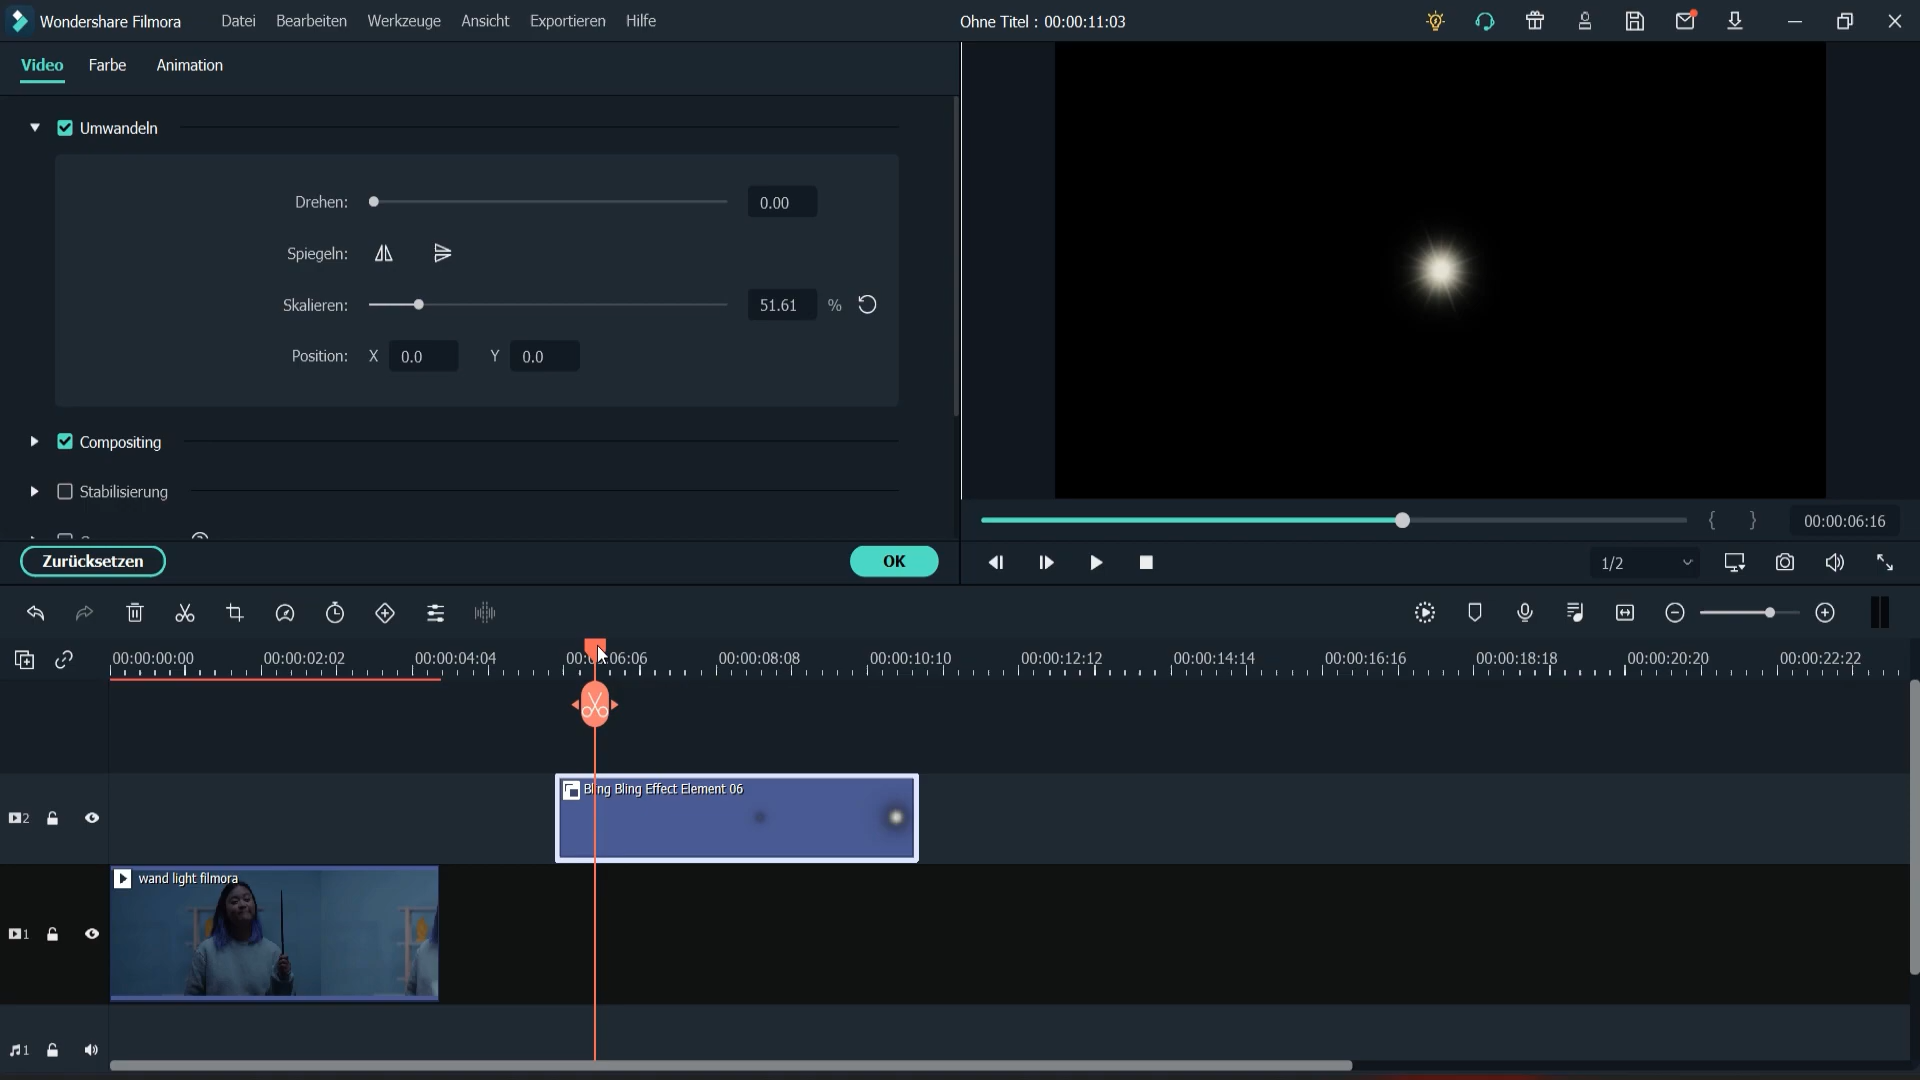 Wondershare Filmora Datei Bearbeiten Werkzeuge Ansicht Exportieren Hilfe Ohne Titel : 00:00:11:03
Video Farbe Animation
Umwandeln
Drehen: 0.00
Spiegeln:
Skalieren: 51.61 %
Position: X 0.0 Y 0.0
Compositing
Stabilisierung
Zurücksetzen OK
{ } 00:00:06:16
1/2
00:00:00:00 00:00:02:02 00:00:04:04 06:06 00:00:08:08 00:00:10:10 00:00:12:12 00:00:14:14 00:00:16:16 00:00:18:18 00:00:20:20 00:00:22:22
Bling Bling Effect Element 06
2
wand light filmora
1
1